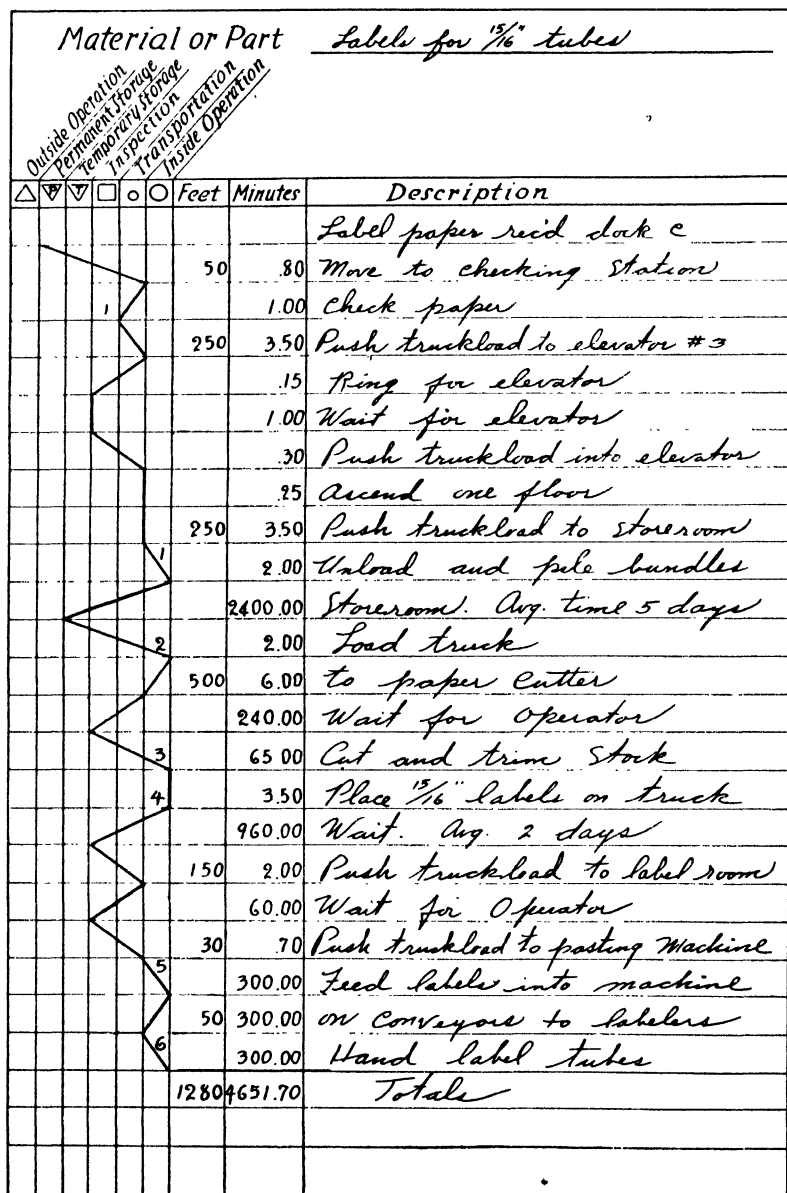 Material or Part Labels for 15/16" tubes
Outside Operation
Permanent Storage
Temporary Storage
Inspection
Transportation
Inside Operation
P T Feet Minutes Description
Label paper rec'd dock C
50 .80 Move to checking Station
1 1.00 Check paper
250 3.50 Push truckload to elevator #3
.15 Ring for elevator
1.00 Wait for elevator
.30 Push truckload into elevator
.25 Ascend one floor
250 3.50 Push truckload to storeroom
1 2.00 Unload and pile bundles
2400.00 Storeroom. Avg. time 5 days
2 2.00 Load truck
500 6.00 to paper Cutter
240.00 Wait for Operator
3 65 00 Cut and trim Stock
4 3.50 Place 15/16" labels on truck
960.00 Wait. Avg. 2 days
150 2.00 Push truckload to label room
60.00 Wait for Operator
30 .70 Push truckload to pasting Machine
5 300.00 Feed labels into machine
50 300.00 on Conveyors to labelers
6 300.00 Hand label tubes
1280 4651.70 Totals